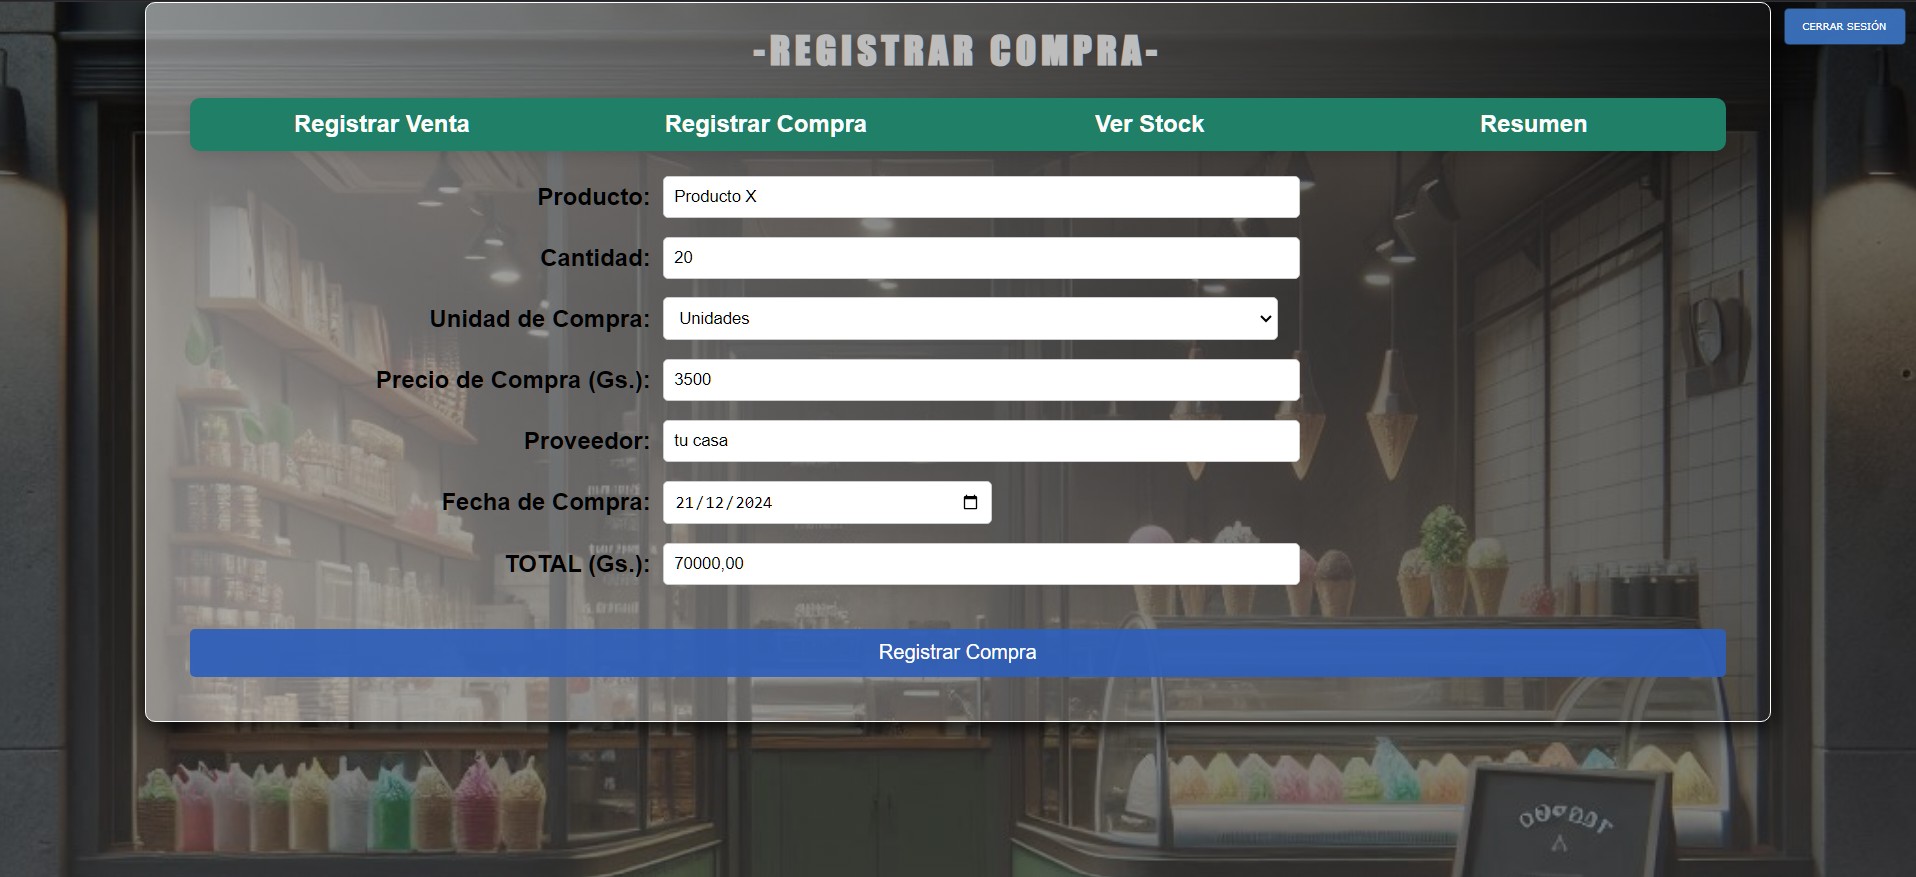 CERRAR SESIÓN
-REGISTRAR COMPRA-
Registrar Venta Registrar Compra Ver Stock Resumen
Producto: Producto X
Cantidad: 20
Unidad de Compra: Unidades
Precio de Compra (Gs.): 3500
Proveedor: tu casa
Fecha de Compra: 21/12/2024
TOTAL (Gs.): 70000,00
Registrar Compra